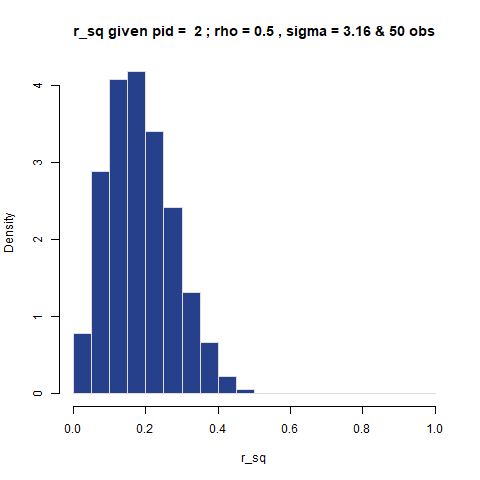 r_sq given pid =  2 ; rho = 0.5 , sigma = 3.16 & 50 obs
4
3
2
1
0
Density
0.0 0.2 0.4 0.6 0.8 1.0
r_sq